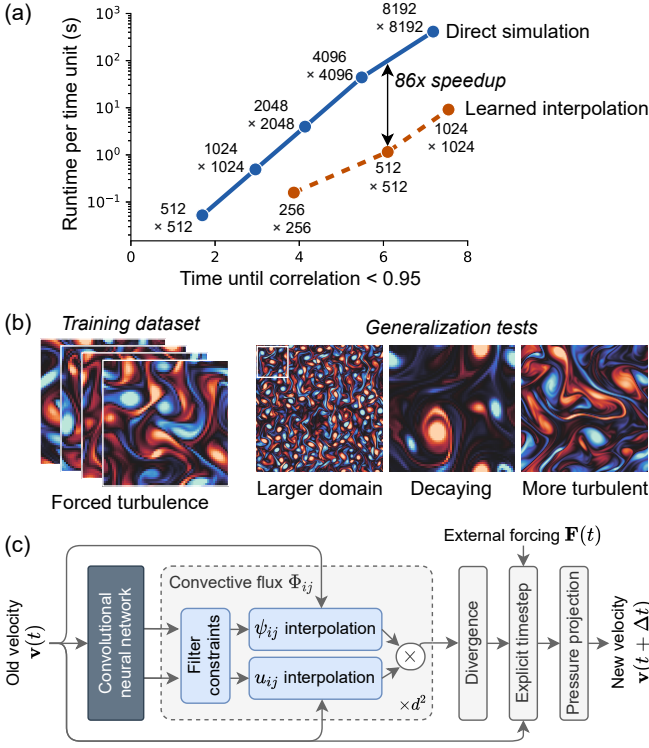 (a)
Runtime per time unit (s)
10³
10²
10¹
10⁰
10⁻¹
0
2
4
6
8
Time until correlation < 0.95
512
× 512
1024
× 1024
2048
× 2048
4096
× 4096
8192
× 8192
Direct simulation
86x speedup
Learned interpolation
256
× 256
512
× 512
1024
× 1024
(b)
Training dataset
Generalization tests
Forced turbulence
Larger domain
Decaying
More turbulent
(c)
External forcing F(t)
Old velocity
v(t)
Convolutional
neural network
Convective flux Φij
Filter
constraints
ψij interpolation
uij interpolation
×
×d²
Divergence
Explicit timestep
Pressure projection
New velocity
v(t + Δt)